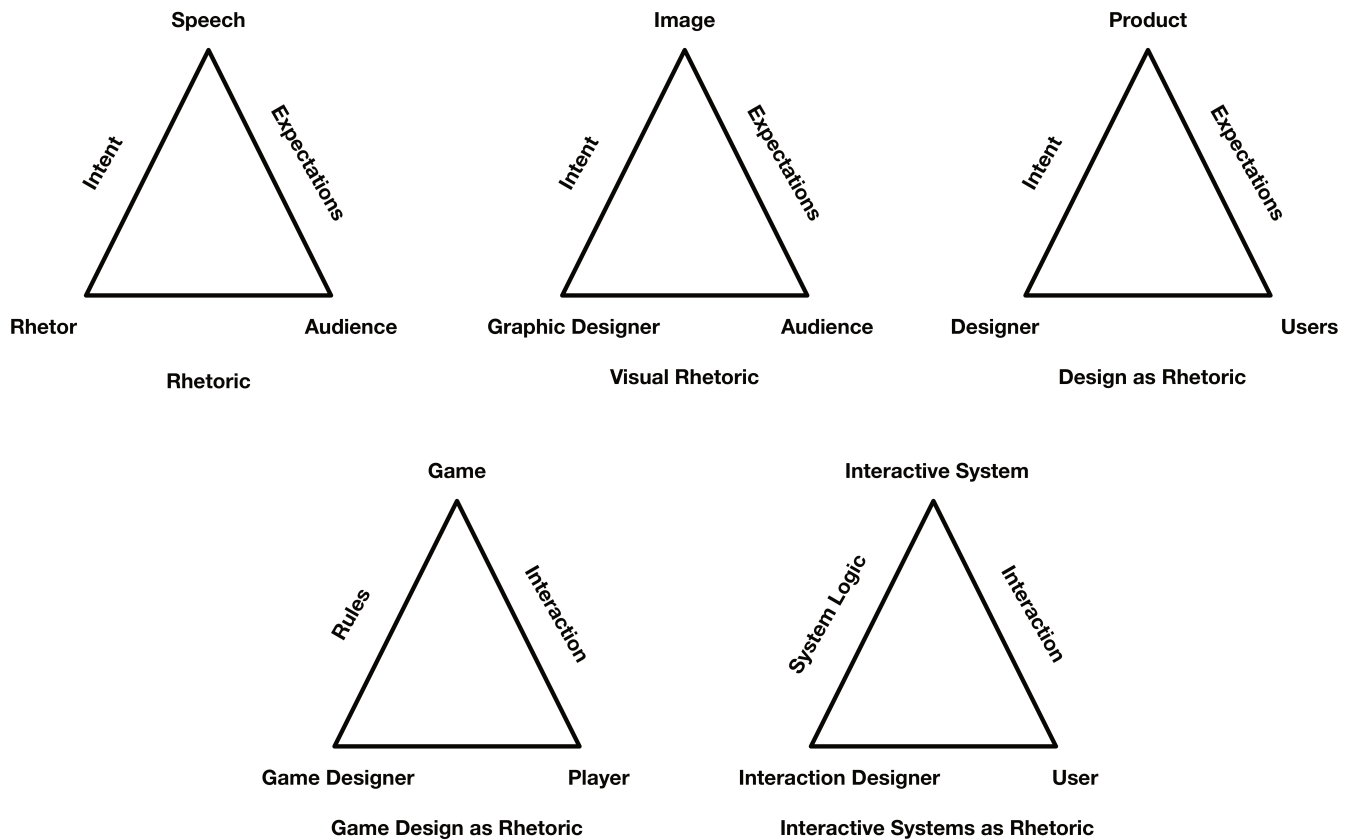 Speech
Intent
Expectations
Rhetor
Audience
Rhetoric
Image
Intent
Expectations
Graphic Designer
Audience
Visual Rhetoric
Product
Intent
Expectations
Designer
Users
Design as Rhetoric
Game
Rules
Interaction
Game Designer
Player
Game Design as Rhetoric
Interactive System
System Logic
Interaction
Interaction Designer
User
Interactive Systems as Rhetoric